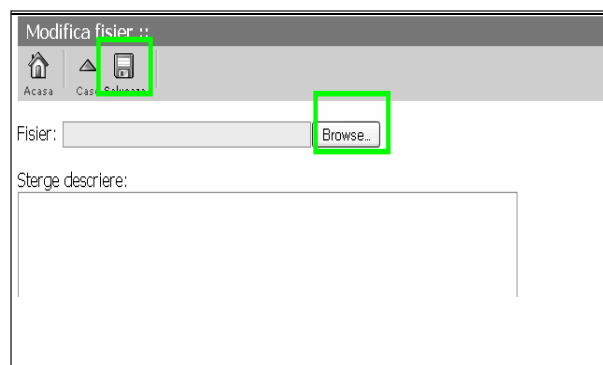 Modifica fisier ::
Acasa
Fisier: Browse...
Sterge descriere: